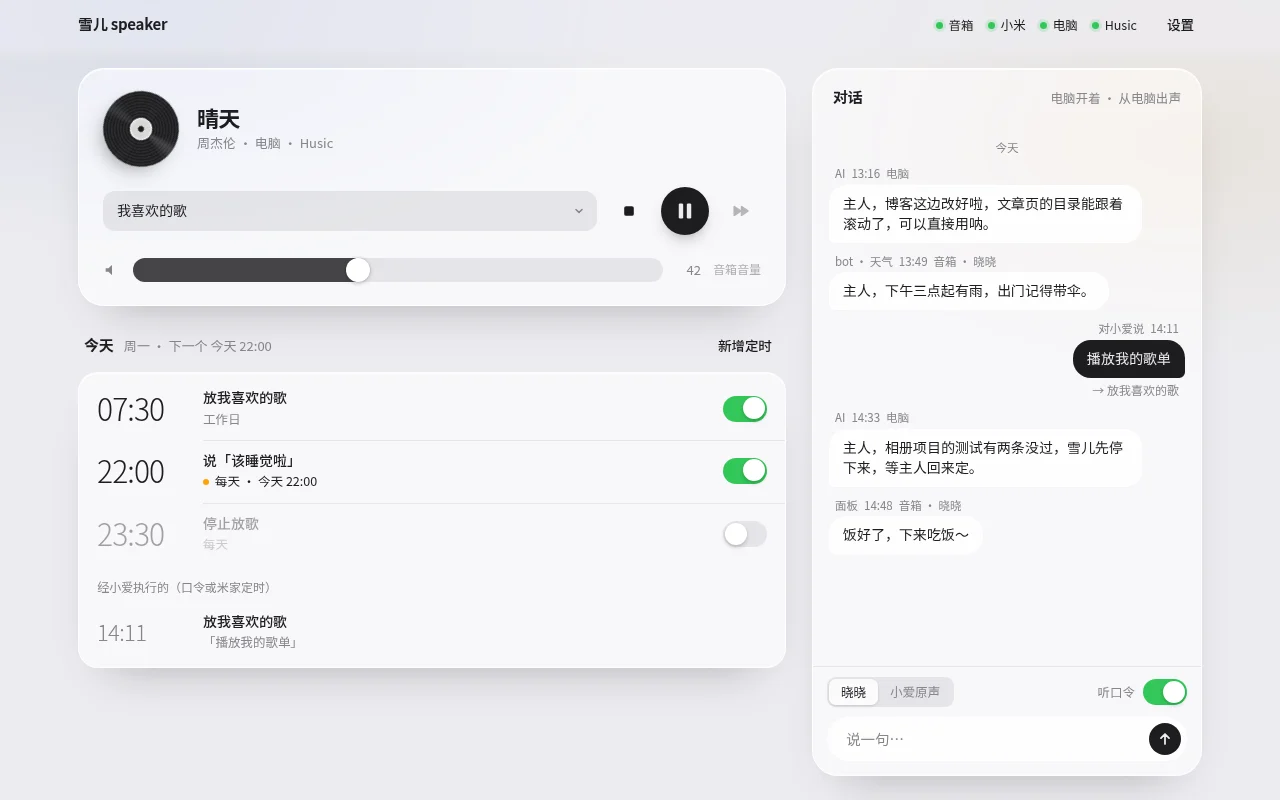 雪儿 speaker
音箱 小米 电脑 Husic 设置
晴天
周杰伦 · 电脑 · Husic
我喜欢的歌
42 音箱音量
今天 周一 · 下一个 今天 22:00 新增定时
07:30 放我喜欢的歌
工作日
22:00 说「该睡觉啦」
每天 · 今天 22:00
23:30 停止放歌
每天
经小爱执行的（口令或米家定时）
14:11 放我喜欢的歌
「播放我的歌单」
对话 电脑开着 · 从电脑出声
今天
AI 13:16 电脑
主人，博客这边改好啦，文章页的目录能跟着
滚动了，可以直接用呐。
bot · 天气 13:49 音箱 · 晓晓
主人，下午三点起有雨，出门记得带伞。
对小爱说 14:11
播放我的歌单
→ 放我喜欢的歌
AI 14:33 电脑
主人，相册项目的测试有两条没过，雪儿先停
下来，等主人回来定。
面板 14:48 音箱 · 晓晓
饭好了，下来吃饭～
晓晓 小爱原声 听口令
说一句…